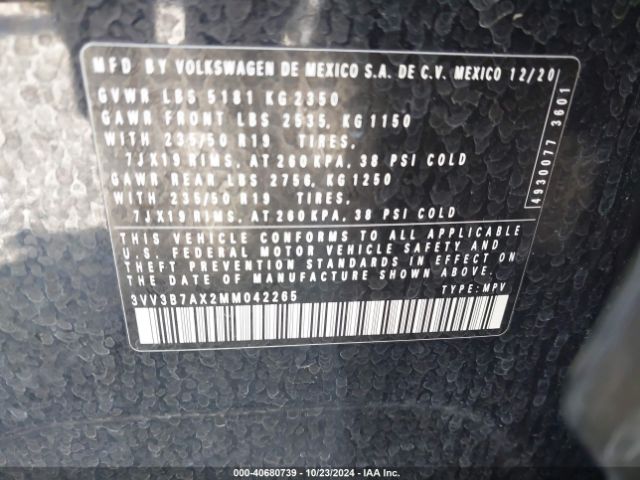 MFD BY VOLKSWAGEN DE MEXICO S.A. DE C.V. MEXICO 12/20
GVWR LBS 5181 KG 2350
GAWR FRONT LBS 2535, KG 1150
WITH 235/50 R19 TIRES,
7JX19 RIMS, AT 260 KPA, 38 PSI COLD
GAWR REAR LBS 2756, KG 1250
WITH 235/50 R19 TIRES,
7JX19 RIMS, AT 260 KPA, 38 PSI COLD
THIS VEHICLE CONFORMS TO ALL APPLICABLE
U.S. FEDERAL MOTOR VEHICLE SAFETY AND
THEFT PREVENTION STANDARDS IN EFFECT ON
THE DATE OF MANUFACTURE SHOWN ABOVE.
3VV3B7AX2MM042265 TYPE: MPV
4930077 3601
000-40680739 - 10/23/2024 - IAA Inc.